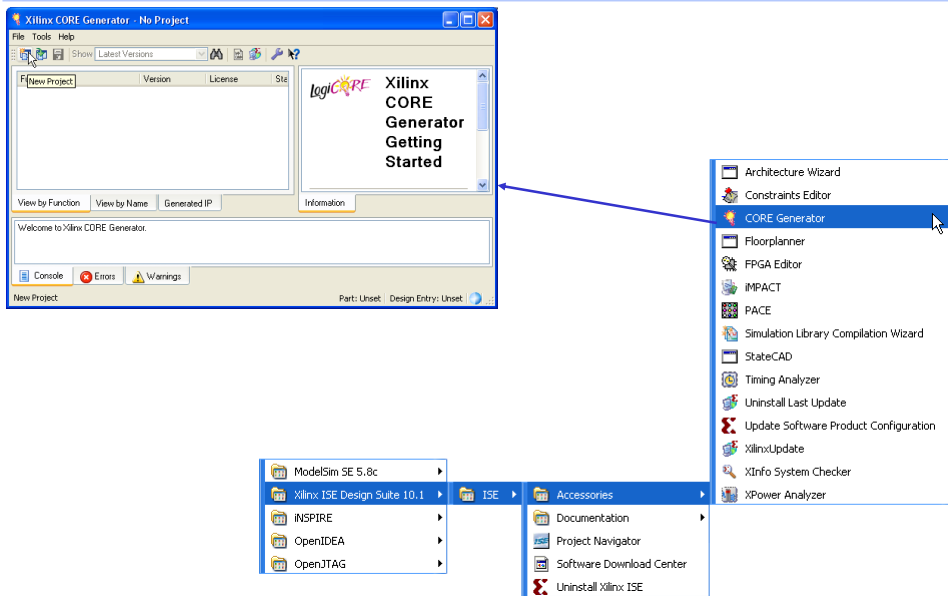 Xilinx CORE Generator - No Project
File Tools Help
Show Latest Versions
New Project
Version License Sta
LogiCORE
Xilinx
CORE
Generator
Getting
Started
View by Function View by Name Generated IP
Information
Welcome to Xilinx CORE Generator.
Console Errors Warnings
New Project Part: Unset Design Entry: Unset
Architecture Wizard
Constraints Editor
CORE Generator
Floorplanner
FPGA Editor
iMPACT
PACE
Simulation Library Compilation Wizard
StateCAD
Timing Analyzer
Uninstall Last Update
Update Software Product Configuration
XilinxUpdate
XInfo System Checker
XPower Analyzer
ModelSim SE 5.8c
Xilinx ISE Design Suite 10.1
iNSPIRE
OpenIDEA
OpenJTAG
ISE
Accessories
Documentation
Project Navigator
Software Download Center
Uninstall Xilinx ISE